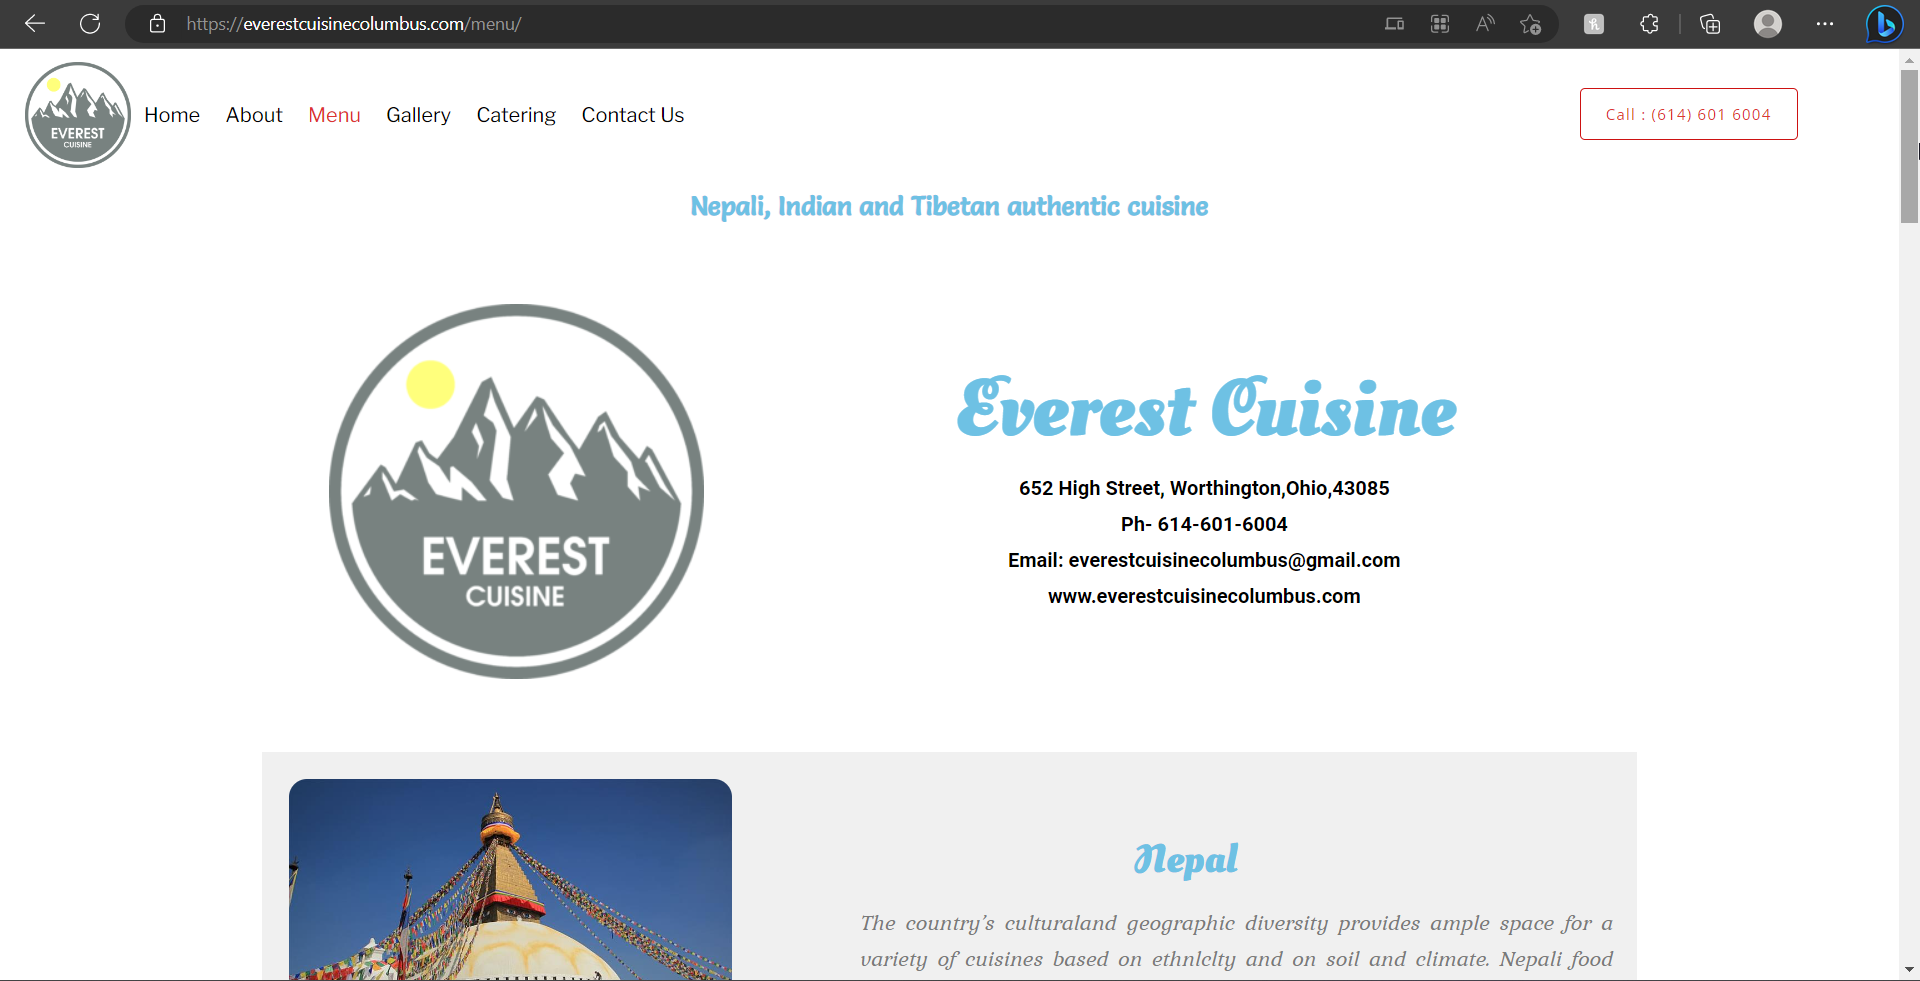 https://everestcuisinecolumbus.com/menu/
EVEREST
CUISINE
Home About Menu Gallery Catering Contact Us
Call : (614) 601 6004
Nepali, Indian and Tibetan authentic cuisine
EVEREST
CUISINE
Everest Cuisine
652 High Street, Worthington,Ohio,43085
Ph- 614-601-6004
Email: everestcuisinecolumbus@gmail.com
www.everestcuisinecolumbus.com
Nepal
The country’s culturaland geographic diversity provides ample space for a
variety of cuisines based on ethnlclty and on soil and climate. Nepali food